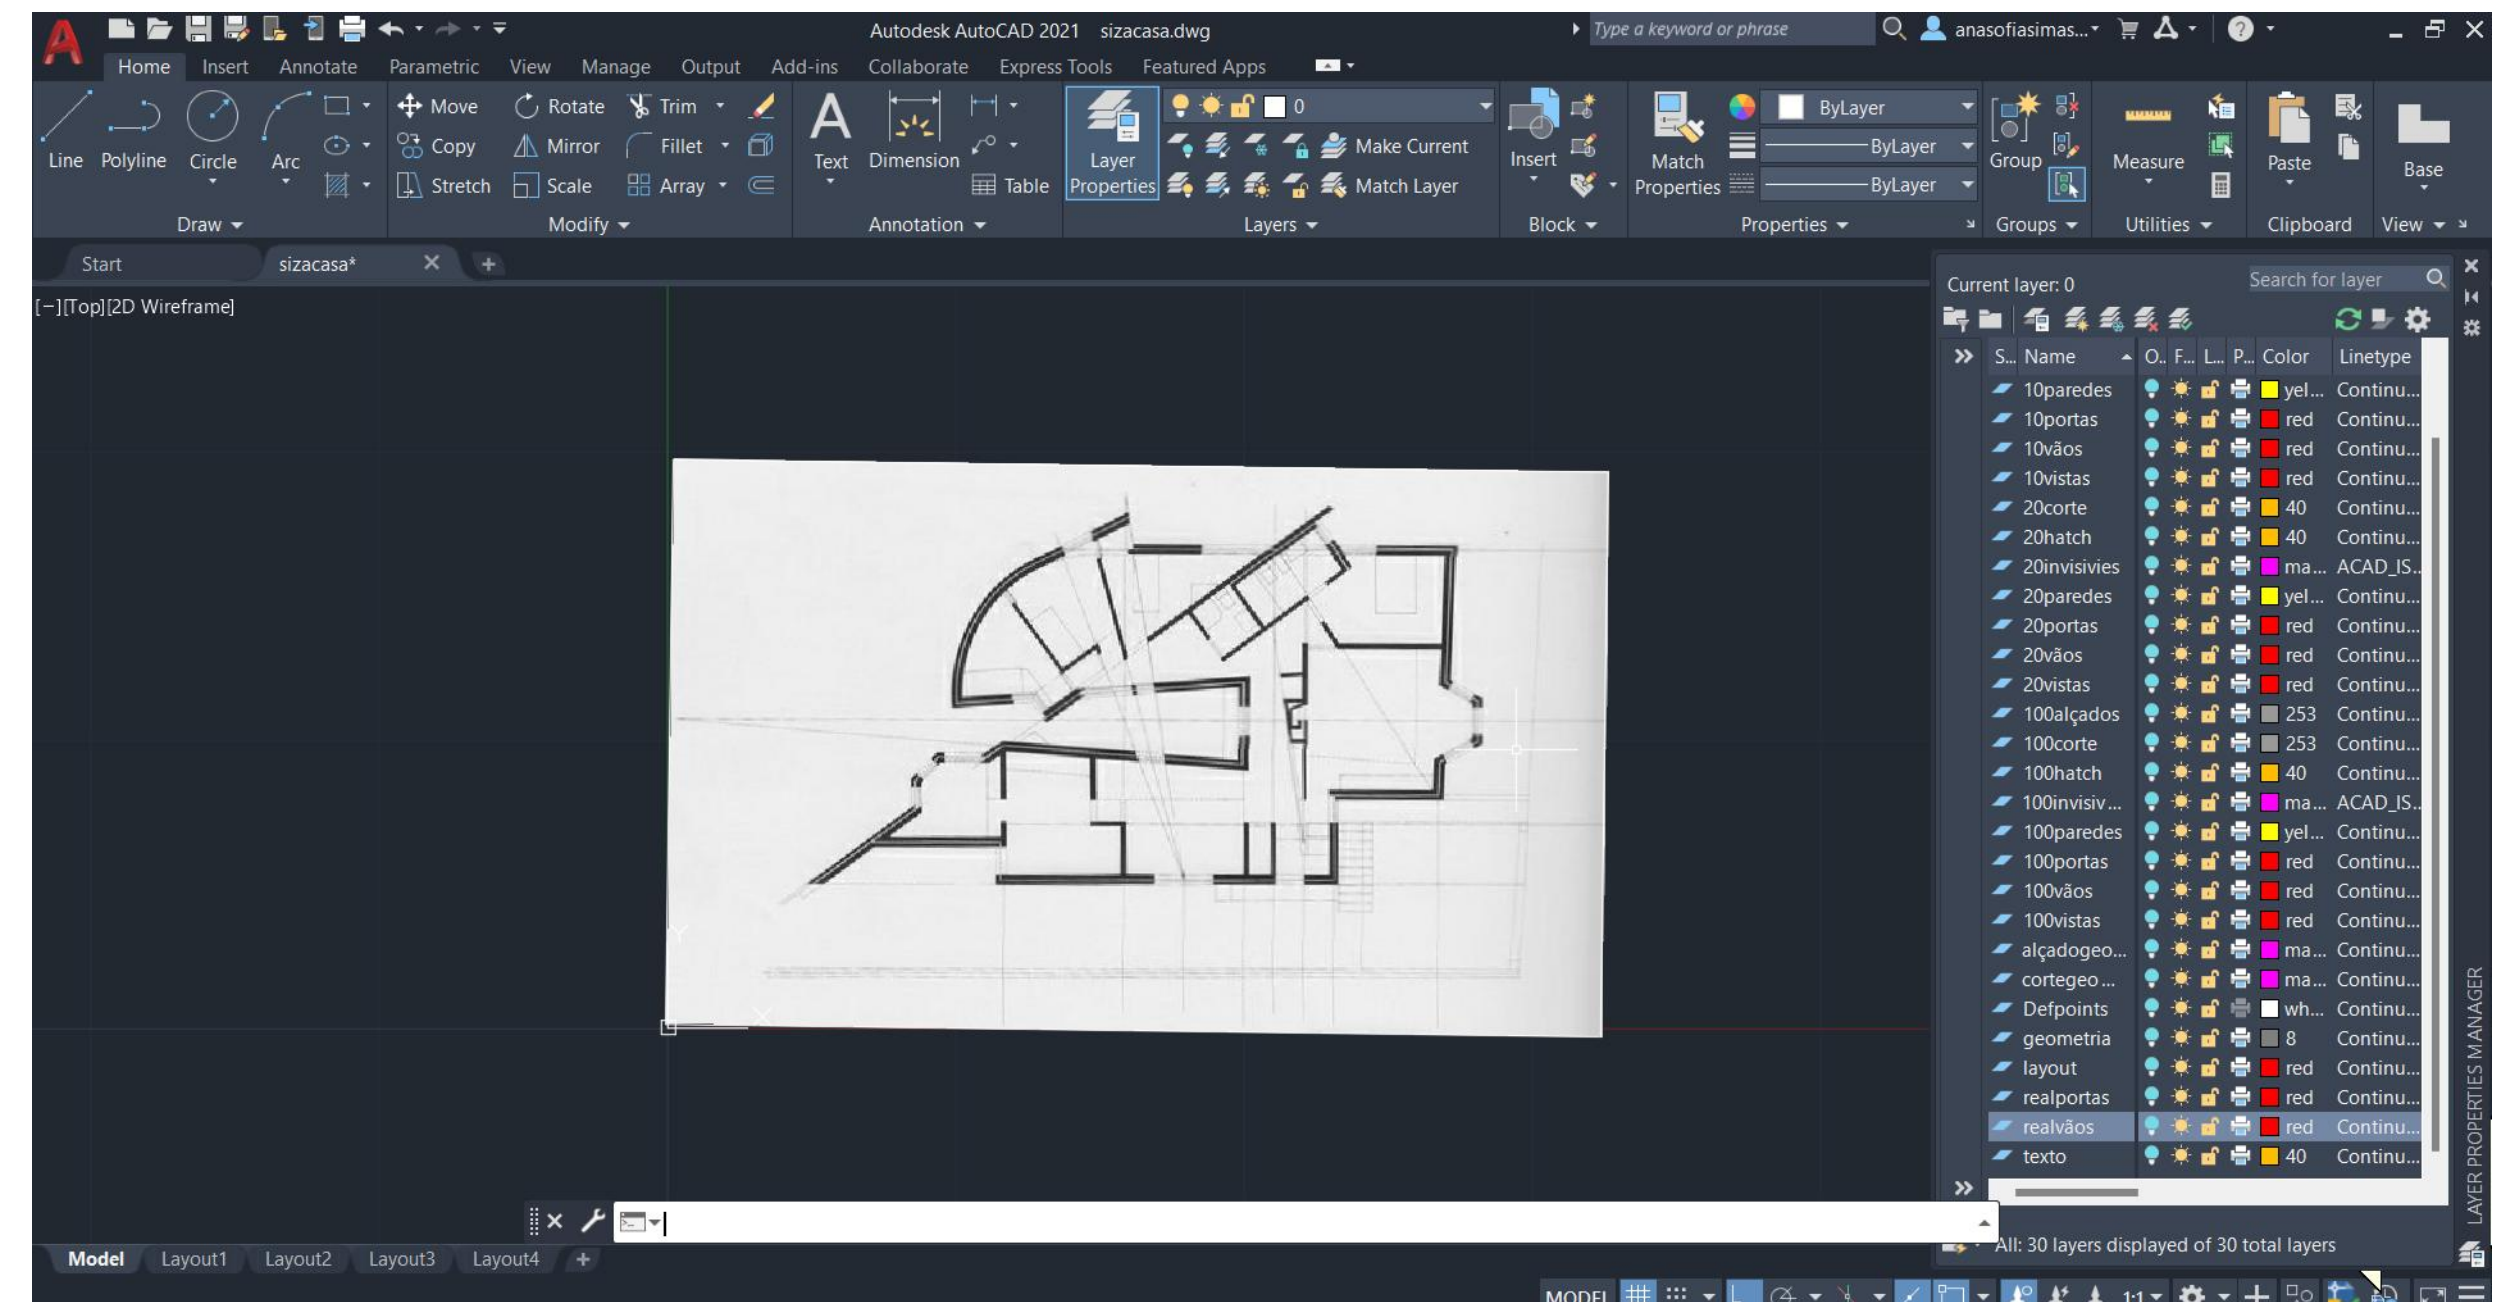 Autodesk AutoCAD 2021 sizacasa.dwg
Type a keyword or phrase
anasofiasimas...
Home Insert Annotate Parametric View Manage Output Add-ins Collaborate Express Tools Featured Apps
Line Polyline Circle Arc
Move Rotate Trim
Copy Mirror Fillet
Stretch Scale Array
Text Dimension Table
Layer Properties
0
Make Current
Match Layer
Insert
Match Properties
ByLayer
ByLayer
ByLayer
Group
Measure
Paste
Base
Draw Modify Annotation Layers Block Properties Groups Utilities Clipboard View
Start sizacasa*
[−][Top][2D Wireframe]
Y
X
Current layer: 0
Search for layer
S... Name O.. F... L... P... Color Linetype
10paredes yel... Continu...
10portas red Continu...
10vãos red Continu...
10vistas red Continu...
20corte 40 Continu...
20hatch 40 Continu...
20invisivies ma... ACAD_IS...
20paredes yel... Continu...
20portas red Continu...
20vãos red Continu...
20vistas red Continu...
100alçados 253 Continu...
100corte 253 Continu...
100hatch 40 Continu...
100invisiv... ma... ACAD_IS...
100paredes yel... Continu...
100portas red Continu...
100vãos red Continu...
100vistas red Continu...
alçadogeo... ma... Continu...
cortegeo ... ma... Continu...
Defpoints wh... Continu...
geometria 8 Continu...
layout red Continu...
realportas red Continu...
realvãos red Continu...
texto 40 Continu...
All: 30 layers displayed of 30 total layers
LAYER PROPERTIES MANAGER
Model Layout1 Layout2 Layout3 Layout4
MODEL 1:1